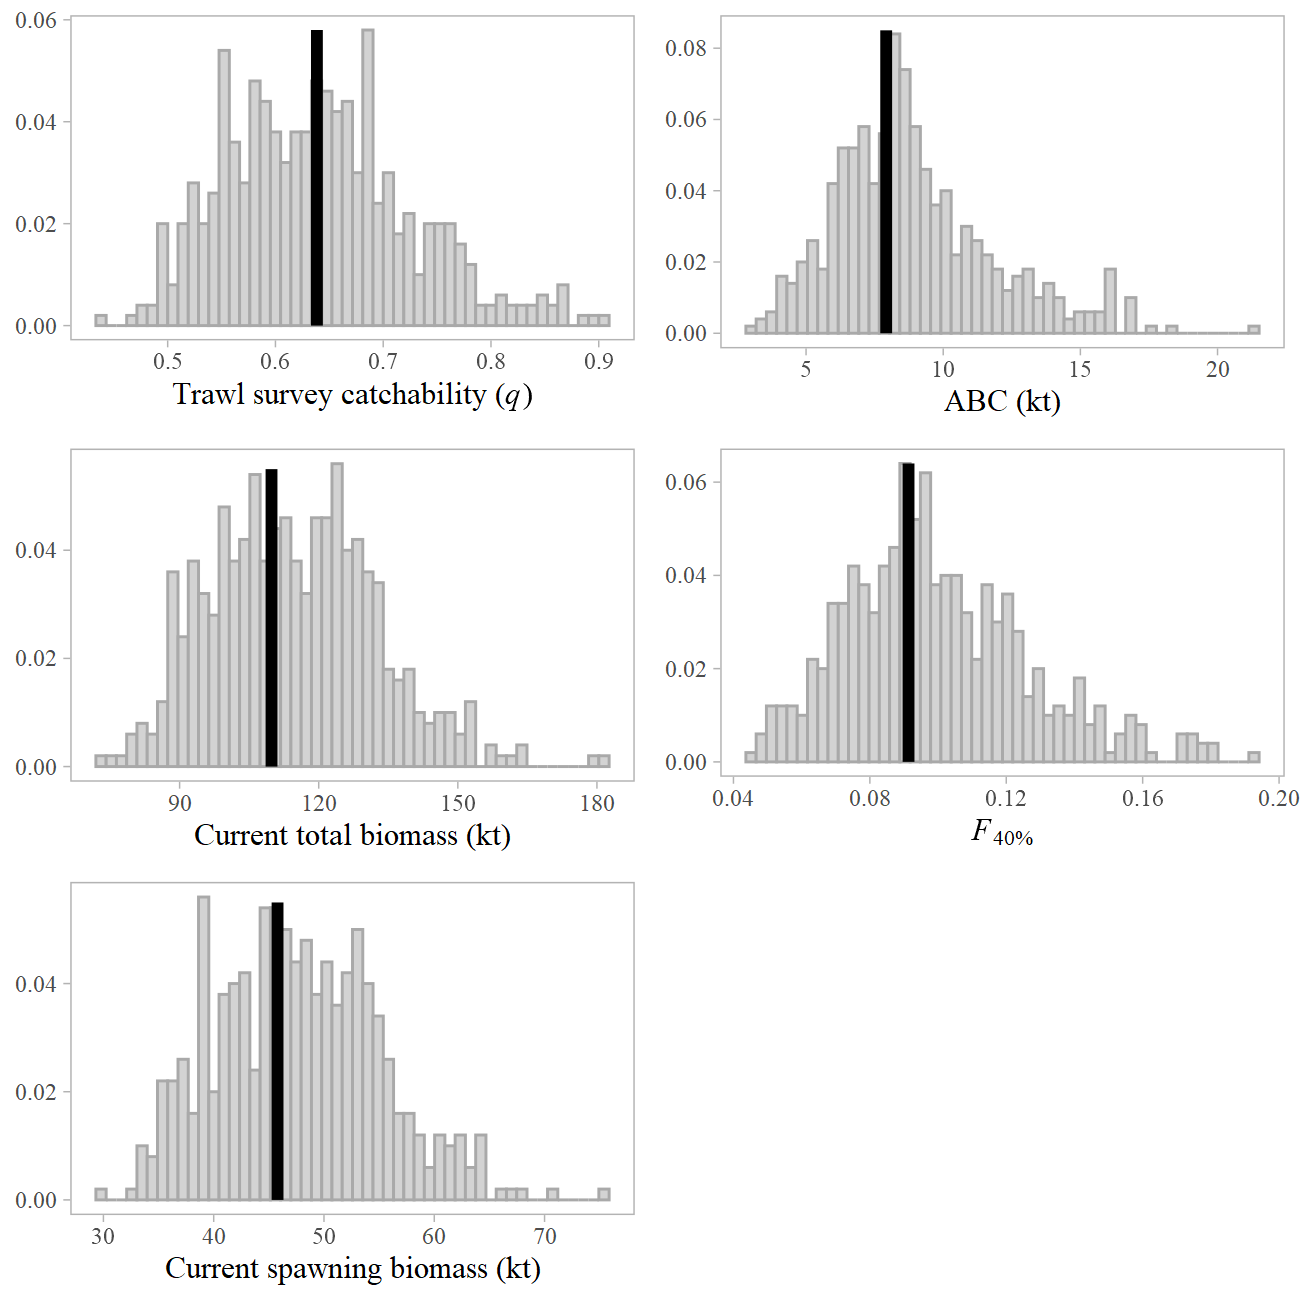 0.06
0.04
0.02
0.00
0.5 0.6 0.7 0.8 0.9
Trawl survey catchability (q)
0.08
0.06
0.04
0.02
0.00
5 10 15 20
ABC (kt)
0.04
0.02
0.00
90 120 150 180
Current total biomass (kt)
0.06
0.04
0.02
0.00
0.04 0.08 0.12 0.16 0.20
F40%
0.04
0.02
0.00
30 40 50 60 70
Current spawning biomass (kt)